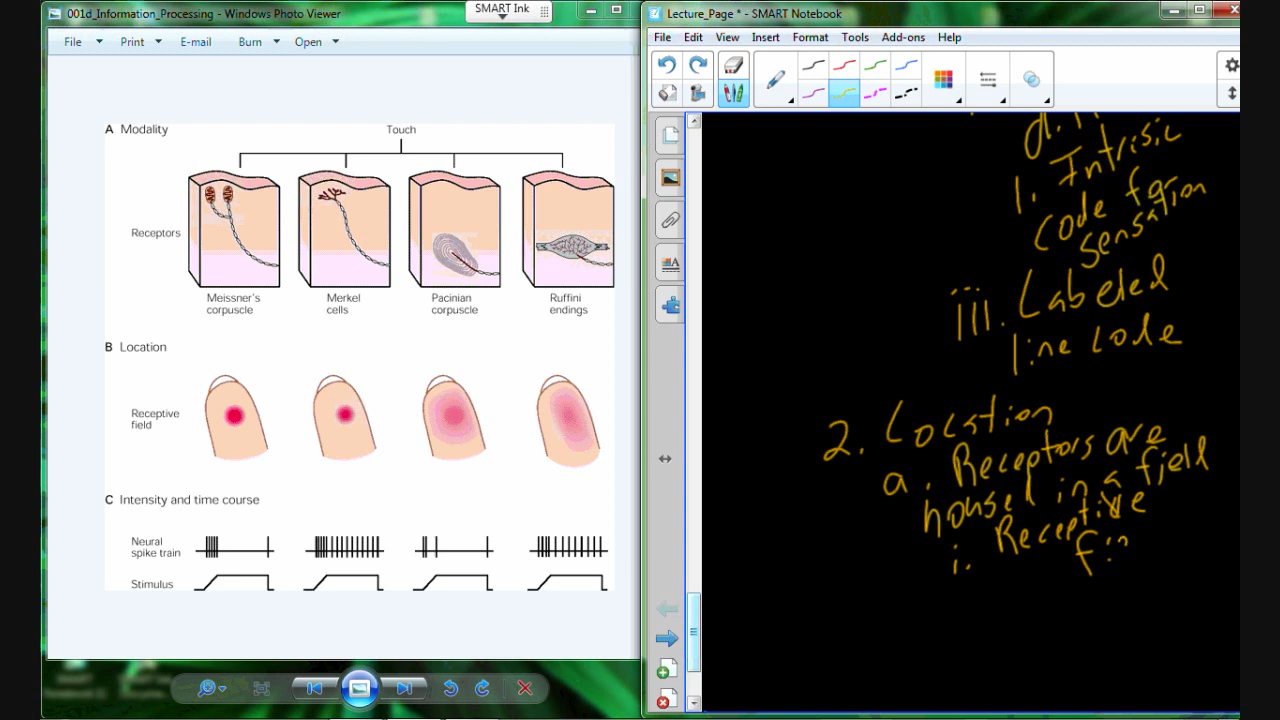 001d_Information_Processing - Windows Photo Viewer
SMART Ink
File Print E-mail Burn Open
A Modality
Touch
Receptors
Meissner's
corpuscle
Merkel
cells
Pacinian
corpuscle
Ruffini
endings
B Location
Receptive
field
C Intensity and time course
Neural
spike train
Stimulus
Lecture_Page * - SMART Notebook
File Edit View Insert Format Tools Add-ons Help
1. Intrisic
code for
sensation
iii. Labeled
line code
2. Location
a. Receptors are
housed in a field
i. Receptive
fi